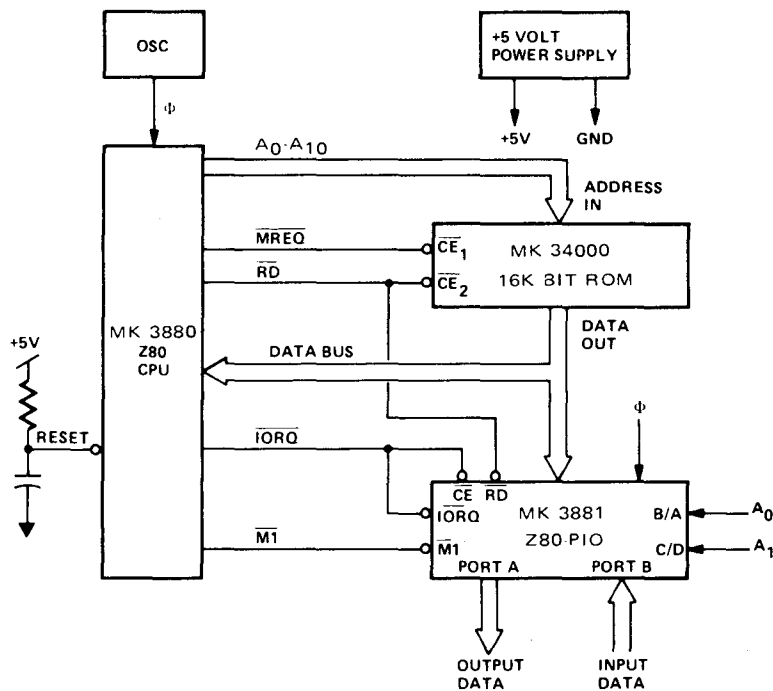 OSC
+5 VOLT
POWER SUPPLY
Φ
+5V
GND
A0-A10
ADDRESS
IN
MREQ
CE1
MK 34000
RD
CE2
16K BIT ROM
+5V
MK 3880
Z80
CPU
DATA BUS
DATA
OUT
Φ
RESET
IORQ
CE
RD
IORQ
MK 3881
B/A
A0
M1
M1
Z80-PIO
C/D
A1
PORT A
PORT B
OUTPUT
DATA
INPUT
DATA